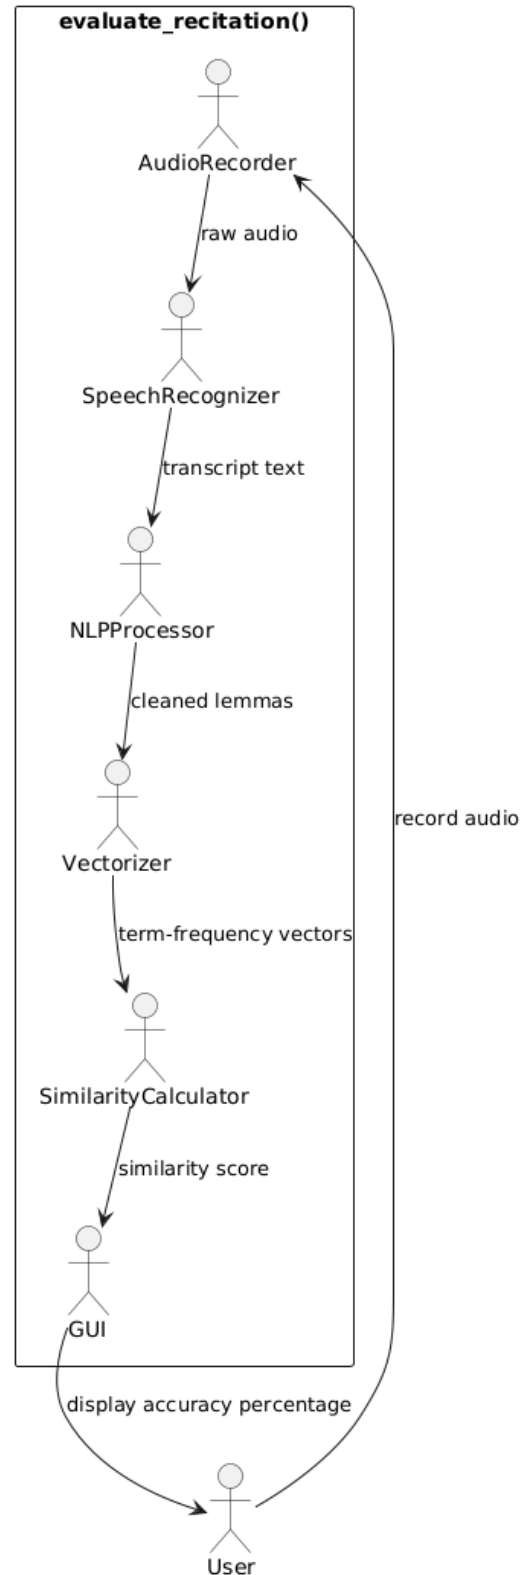 evaluate_recitation()
AudioRecorder
raw audio
SpeechRecognizer
transcript text
NLPProcessor
cleaned lemmas
record audio
Vectorizer
term-frequency vectors
SimilarityCalculator
similarity score
GUI
display accuracy percentage
User